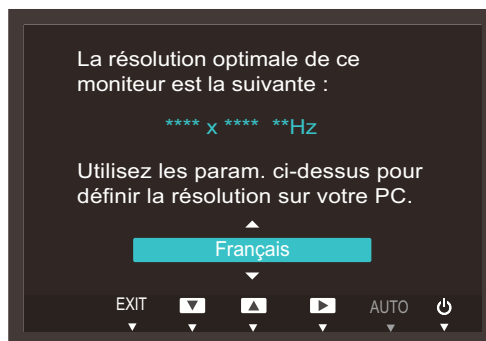 La résolution optimale de ce
moniteur est la suivante :
**** x **** **Hz
Utilisez les param. ci-dessus pour
définir la résolution sur votre PC.
Français
EXIT AUTO